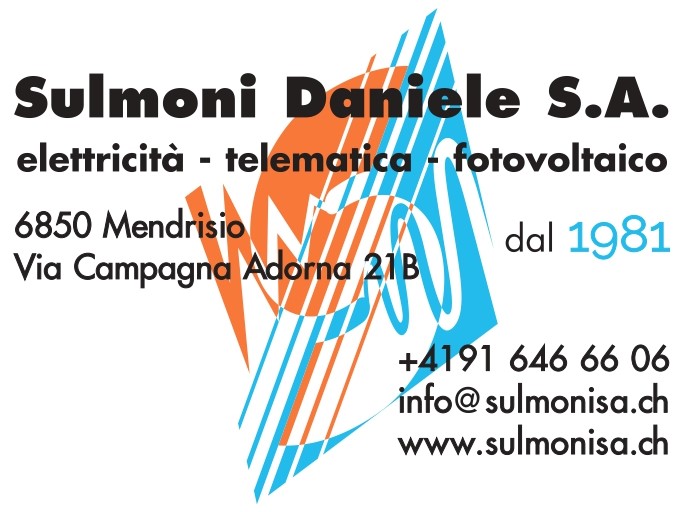 Sulmoni Daniele S.A.
elettricità - telematica - fotovoltaico
6850 Mendrisio
Via Campagna Adorna 21B
dal 1981
+4191 646 66 06
info@sulmonisa.ch
www.sulmonisa.ch